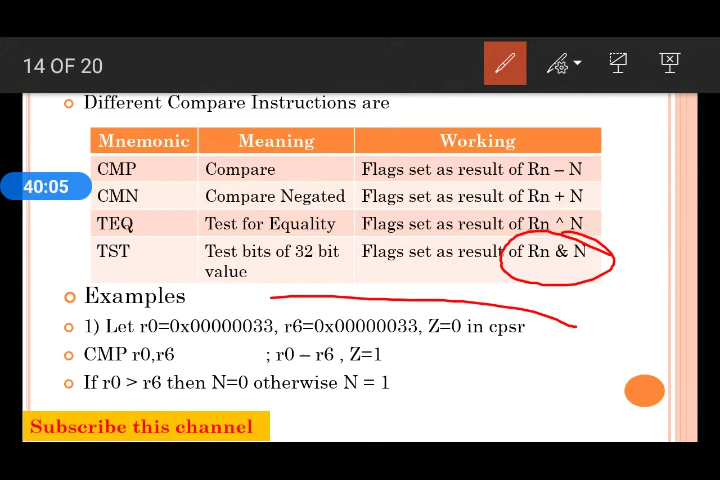 14 OF 20
Different Compare Instructions are
Mnemonic Meaning Working
CMP Compare Flags set as result of Rn – N
40:05
CMN Compare Negated Flags set as result of Rn + N
TEQ Test for Equality Flags set as result of Rn ^ N
TST Test bits of 32 bit value Flags set as result of Rn & N
Examples
1) Let r0=0x00000033, r6=0x00000033, Z=0 in cpsr
CMP r0,r6 ; r0 – r6 , Z=1
If r0 > r6 then N=0 otherwise N = 1
Subscribe this channel